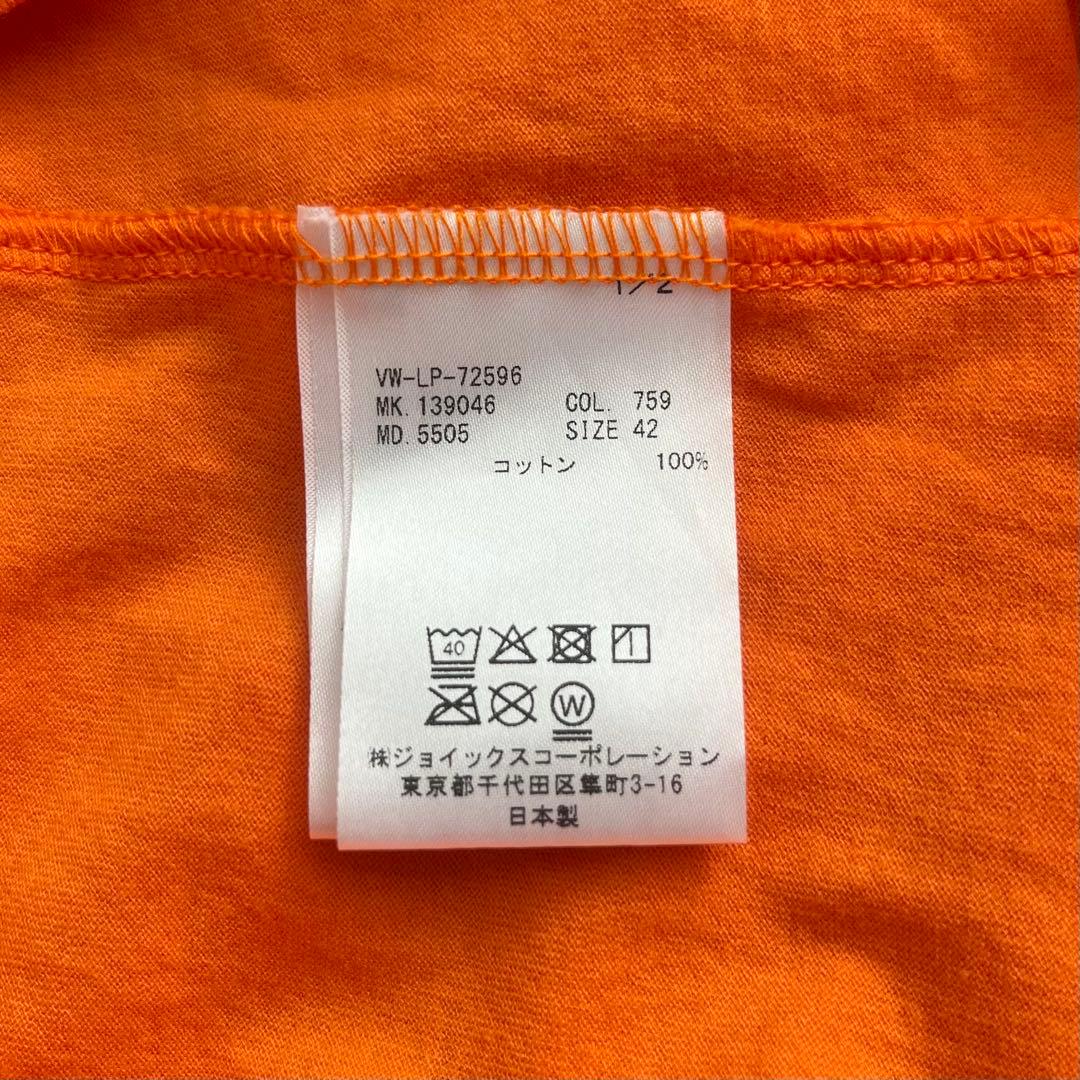 1/2
VW-LP-72596
MK. 139046 COL. 759
MD. 5505 SIZE 42
コットン 100%
40
W
㈱ジョイックスコーポレーション
東京都千代田区隼町3-16
日本製